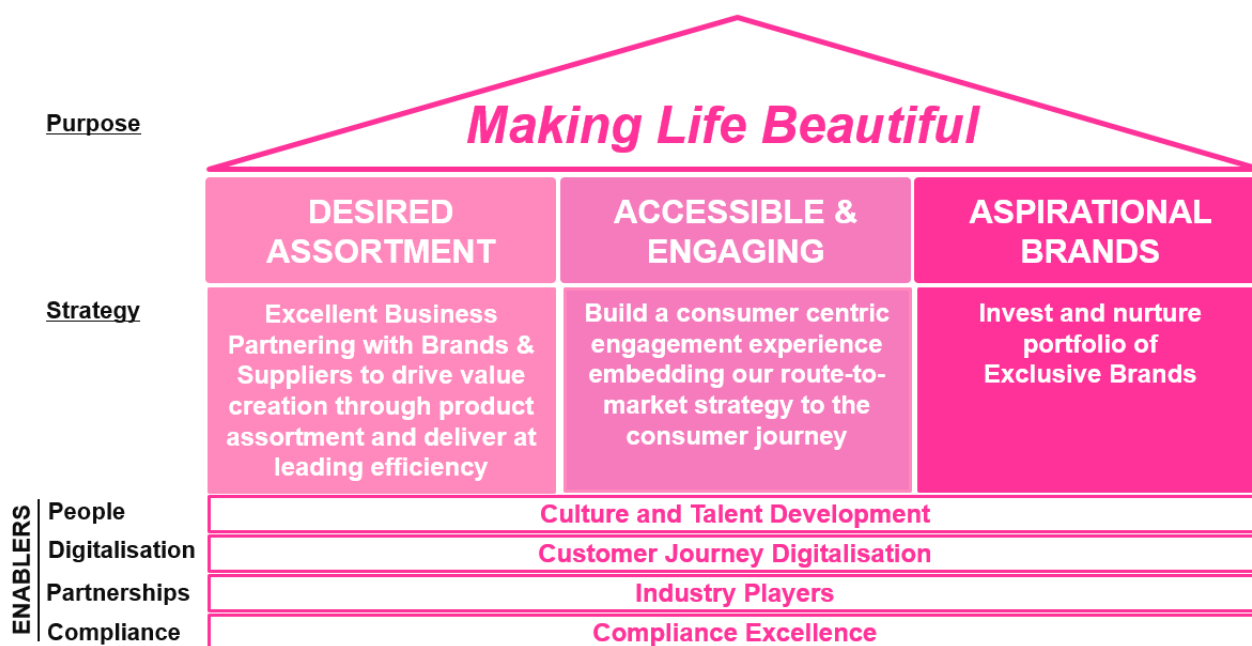 Purpose
Making Life Beautiful
DESIRED
ASSORTMENT
ACCESSIBLE &
ENGAGING
ASPIRATIONAL
BRANDS
Strategy
Excellent Business
Partnering with Brands &
Suppliers to drive value
creation through product
assortment and deliver at
leading efficiency
Build a consumer centric
engagement experience
embedding our route-to-
market strategy to the
consumer journey
Invest and nurture
portfolio of
Exclusive Brands
ENABLERS
People
Culture and Talent Development
Digitalisation
Customer Journey Digitalisation
Partnerships
Industry Players
Compliance
Compliance Excellence